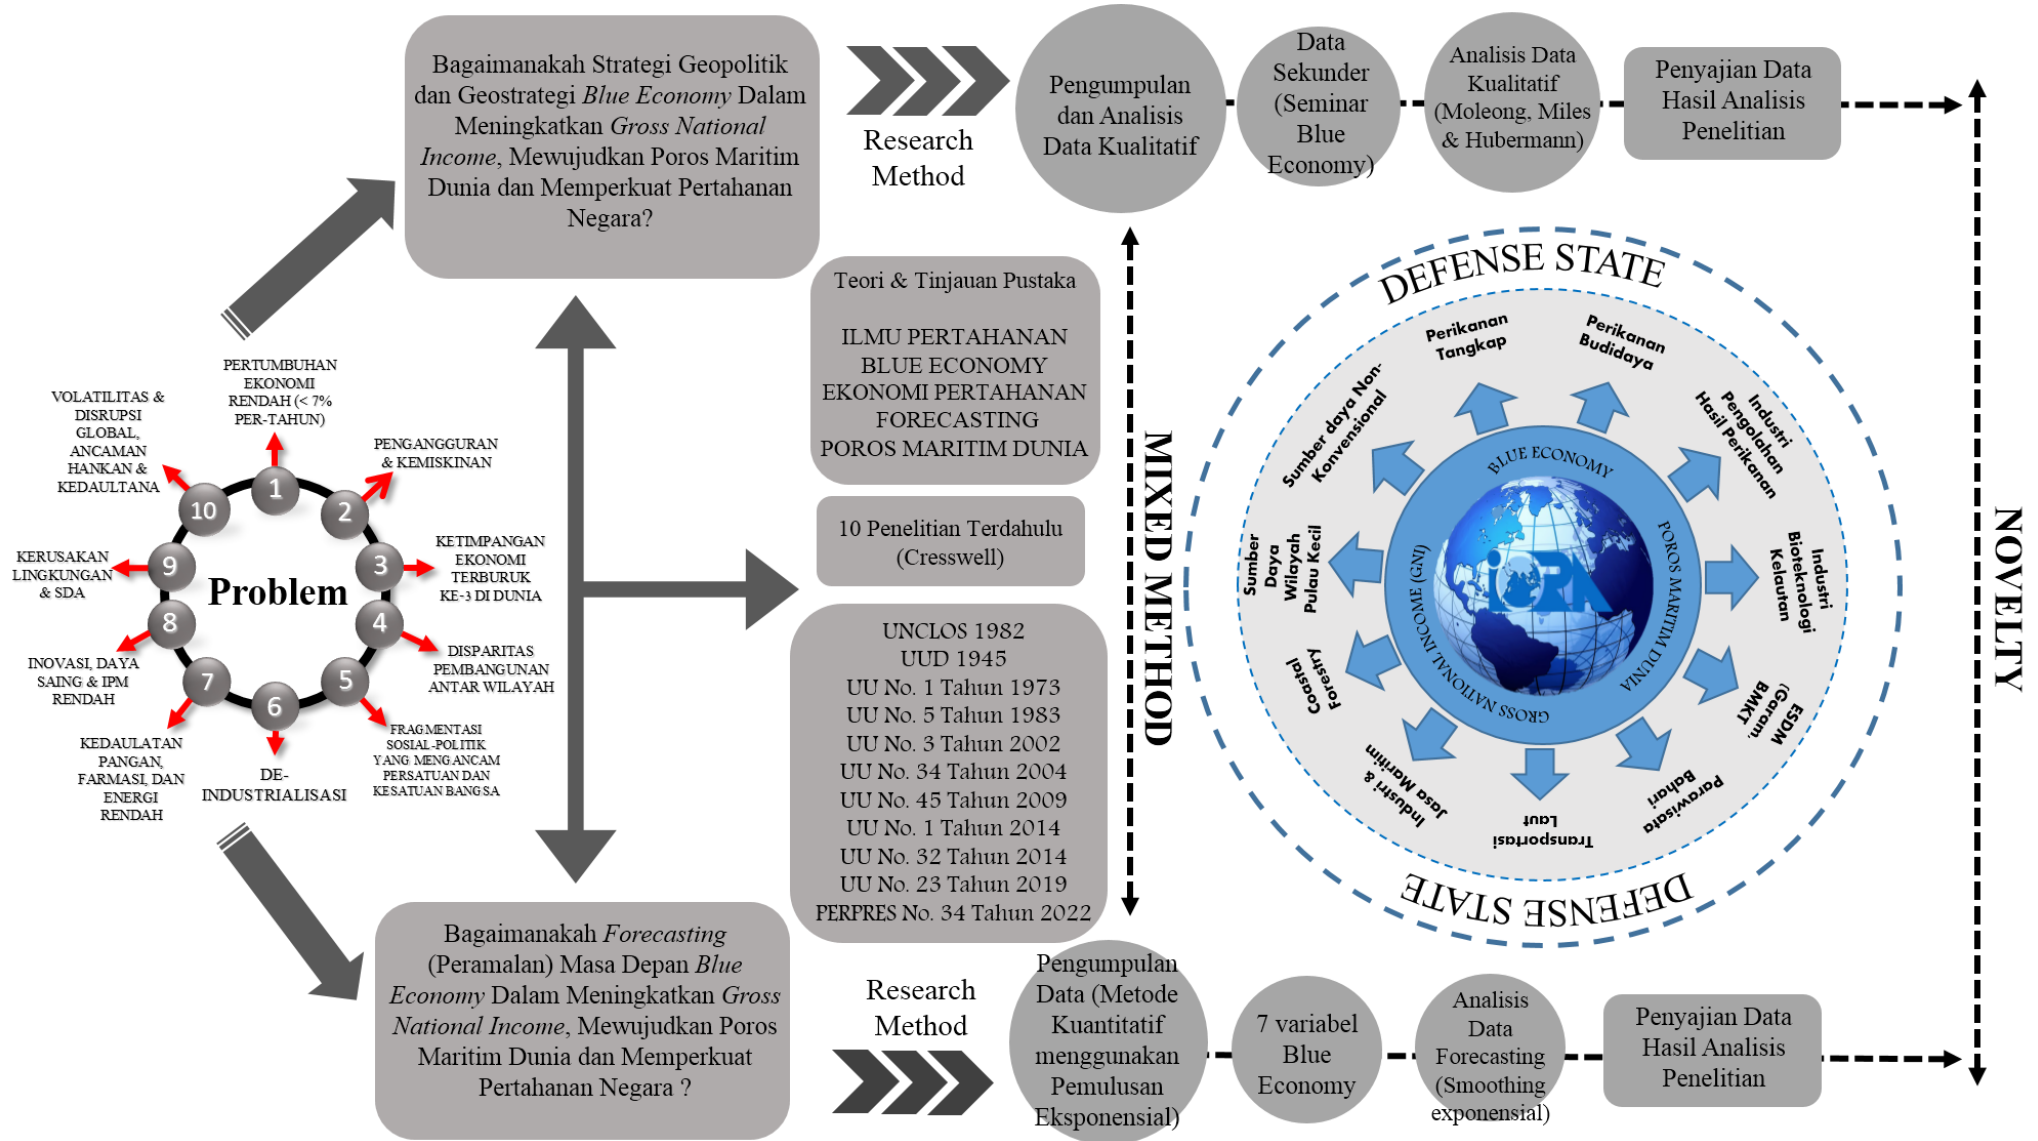 Bagaimanakah Strategi Geopolitik
dan Geostrategi Blue Economy Dalam
Meningkatkan Gross National
Income, Mewujudkan Poros Maritim
Dunia dan Memperkuat Pertahanan
Negara?
Research
Method
Pengumpulan
dan Analisis
Data Kualitatif
Data
Sekunder
(Seminar
Blue
Economy)
Analisis Data
Kualitatif
(Moleong, Miles
& Hubermann)
Penyajian Data
Hasil Analisis
Penelitian
Problem
1
PERTUMBUHAN
EKONOMI
RENDAH (< 7%
PER-TAHUN)
2
PENGANGGURAN
& KEMISKINAN
3
KETIMPANGAN
EKONOMI
TERBURUK
KE-3 DI DUNIA
4
DISPARITAS
PEMBANGUNAN
ANTAR WILAYAH
5
FRAGMENTASI
SOSIAL-POLITIK
YANG MENGANCAM
PERSATUAN DAN
KESATUAN BANGSA
6
DE-
INDUSTRIALISASI
7
KEDAULATAN
PANGAN,
FARMASI, DAN
ENERGI
RENDAH
8
INOVASI, DAYA
SAING & IPM
RENDAH
9
KERUSAKAN
LINGKUNGAN
& SDA
10
VOLATILITAS &
DISRUPSI
GLOBAL,
ANCAMAN
HANKAN &
KEDAULTANA
Teori & Tinjauan Pustaka
ILMU PERTAHANAN
BLUE ECONOMY
EKONOMI PERTAHANAN
FORECASTING
POROS MARITIM DUNIA
10 Penelitian Terdahulu
(Cresswell)
UNCLOS 1982
UUD 1945
UU No. 1 Tahun 1973
UU No. 5 Tahun 1983
UU No. 3 Tahun 2002
UU No. 34 Tahun 2004
UU No. 45 Tahun 2009
UU No. 1 Tahun 2014
UU No. 32 Tahun 2014
UU No. 23 Tahun 2019
PERPRES No. 34 Tahun 2022
MIXED METHOD
DEFENSE STATE
Perikanan
Tangkap
Perikanan
Budidaya
Industri
Pengolahan
Hasil Perikanan
Industri
Bioteknologi
Kelautan
ESDM
(Garam,
BMKT
Parawisata
Bahari
Transportasi
Laut
Industri &
Jasa Maritim
Coastal
Forestry
Sumber
Daya
Wilayah
Pulau Kecil
Sumber daya Non-
Konvensional
BLUE ECONOMY
POROS MARITIM DUNIA
GROSS NATIONAL INCOME (GNI)
DEFENSE STATE
NOVELTY
Bagaimanakah Forecasting
(Peramalan) Masa Depan Blue
Economy Dalam Meningkatkan Gross
National Income, Mewujudkan Poros
Maritim Dunia dan Memperkuat
Pertahanan Negara ?
Research
Method
Pengumpulan
Data (Metode
Kuantitatif
menggunakan
Pemulusan
Eksponensial)
7 variabel
Blue
Economy
Analisis
Data
Forecasting
(Smoothing
exponensial)
Penyajian Data
Hasil Analisis
Penelitian